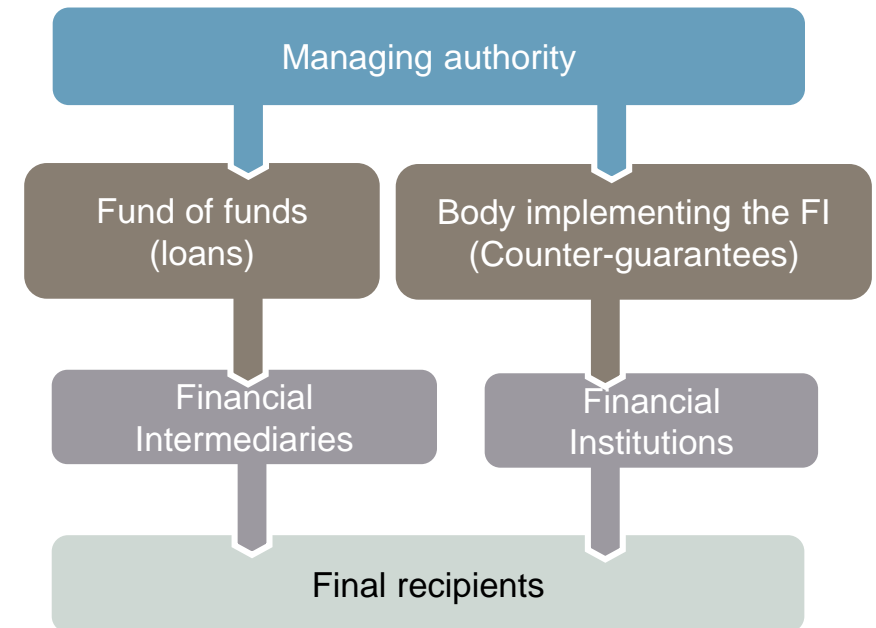 Managing authority
Fund of funds
(loans)
Body implementing the FI
(Counter-guarantees)
Financial
Intermediaries
Financial
Institutions
Final recipients